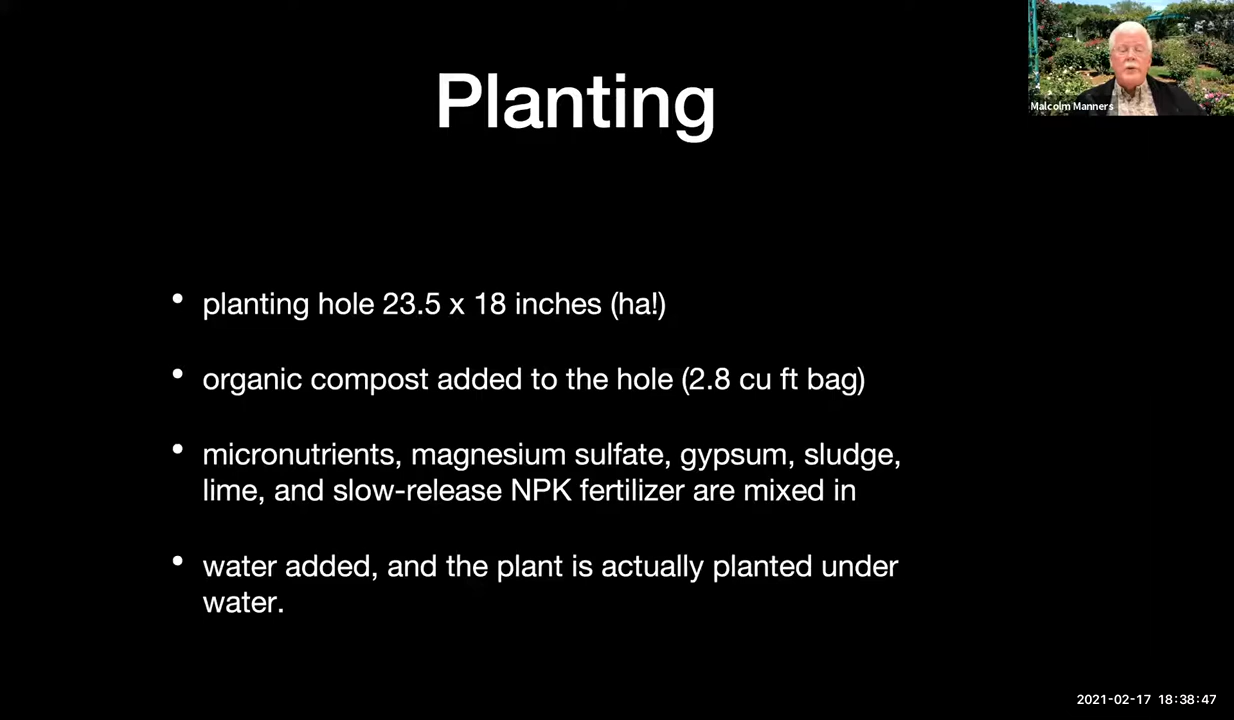 Planting
Malcolm Manners
• planting hole 23.5 x 18 inches (ha!)
• organic compost added to the hole (2.8 cu ft bag)
• micronutrients, magnesium sulfate, gypsum, sludge,
lime, and slow-release NPK fertilizer are mixed in
• water added, and the plant is actually planted under
water.
2021-02-17 18:38:47